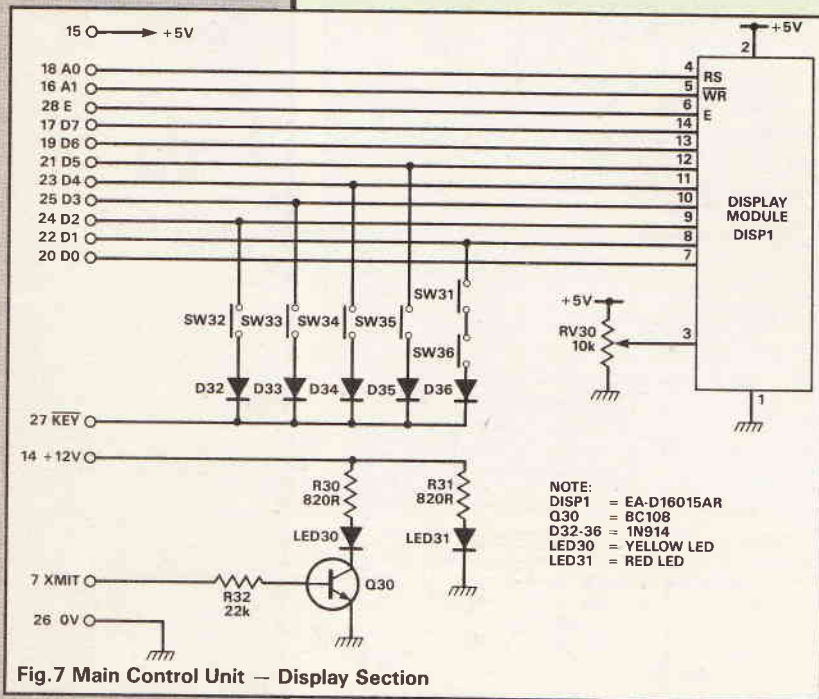 15 +5V
+5V
2
18 A0 4 RS
16 A1 5 WR
28 E 6 E
17 D7 14
19 D6 13
21 D5 12
23 D4 11
25 D3 10
24 D2 9
22 D1 8
20 D0 7
DISPLAY
MODULE
DISP1
SW31
SW32 SW33 SW34 SW35
SW36
+5V
RV30
10k
3
D32 D33 D34 D35 D36
1
27 KEY
14 +12V
R30
820R
R31
820R
LED30 LED31
NOTE:
DISP1 = EA-D16015AR
Q30 = BC108
D32-36 = 1N914
LED30 = YELLOW LED
LED31 = RED LED
7 XMIT
R32
22k
Q30
26 0V
Fig.7 Main Control Unit — Display Section